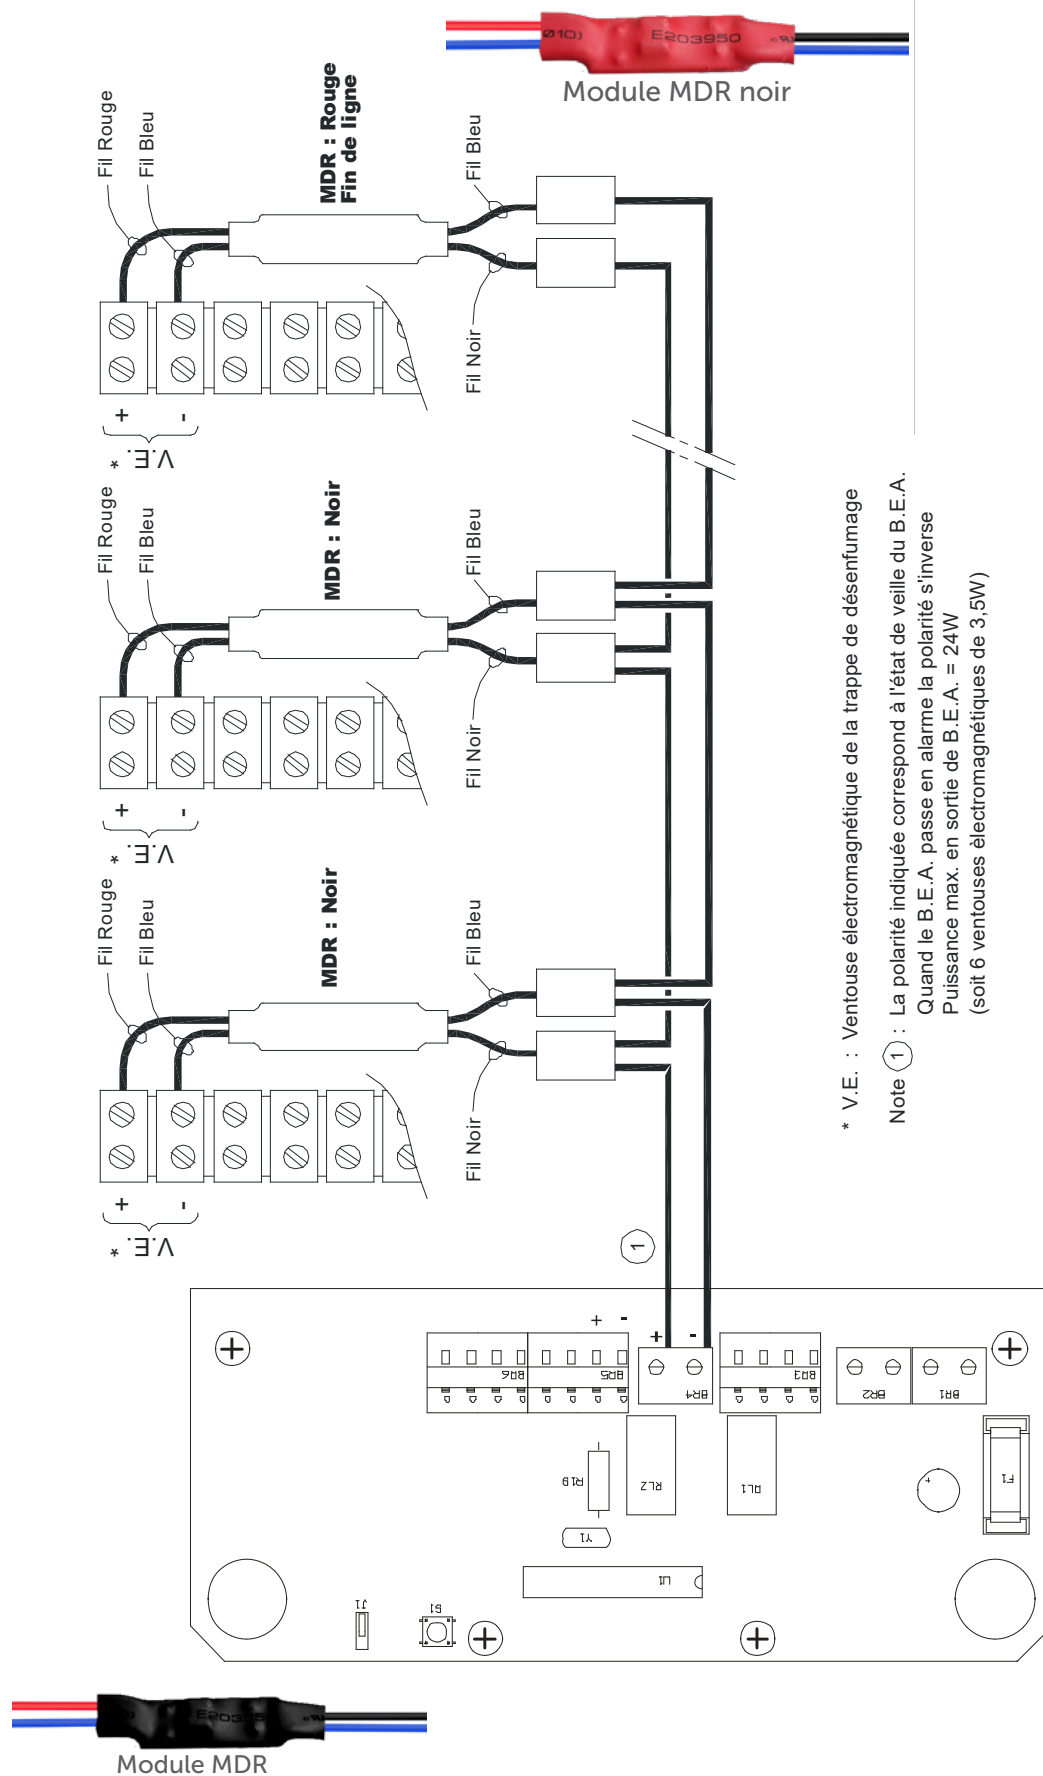 Ø10)
E203950
Module MDR noir
Fil Rouge
Fil Bleu
MDR : Rouge
Fin de ligne
Fil Bleu
Fil Noir
+
-
* V.E.
Fil Rouge
Fil Bleu
MDR : Noir
Fil Bleu
Fil Noir
+
-
* V.E.
Fil Rouge
Fil Bleu
MDR : Noir
Fil Bleu
Fil Noir
+
-
* V.E.
* V.E. : Ventouse électromagnétique de la trappe de désenfumage
Note 1 : La polarité indiquée correspond à l'état de veille du B.E.A.
Quand le B.E.A. passe en alarme la polarité s'inverse
Puissance max. en sortie de B.E.A. = 24W
(soit 6 ventouses èlectromagnétiques de 3,5W)
1
+ -
+ -
BR6
BR5
BR4
BR3
BR2
BR1
R19
RL2
RL1
F1
Y1
U1
J1
S1
+
Module MDR